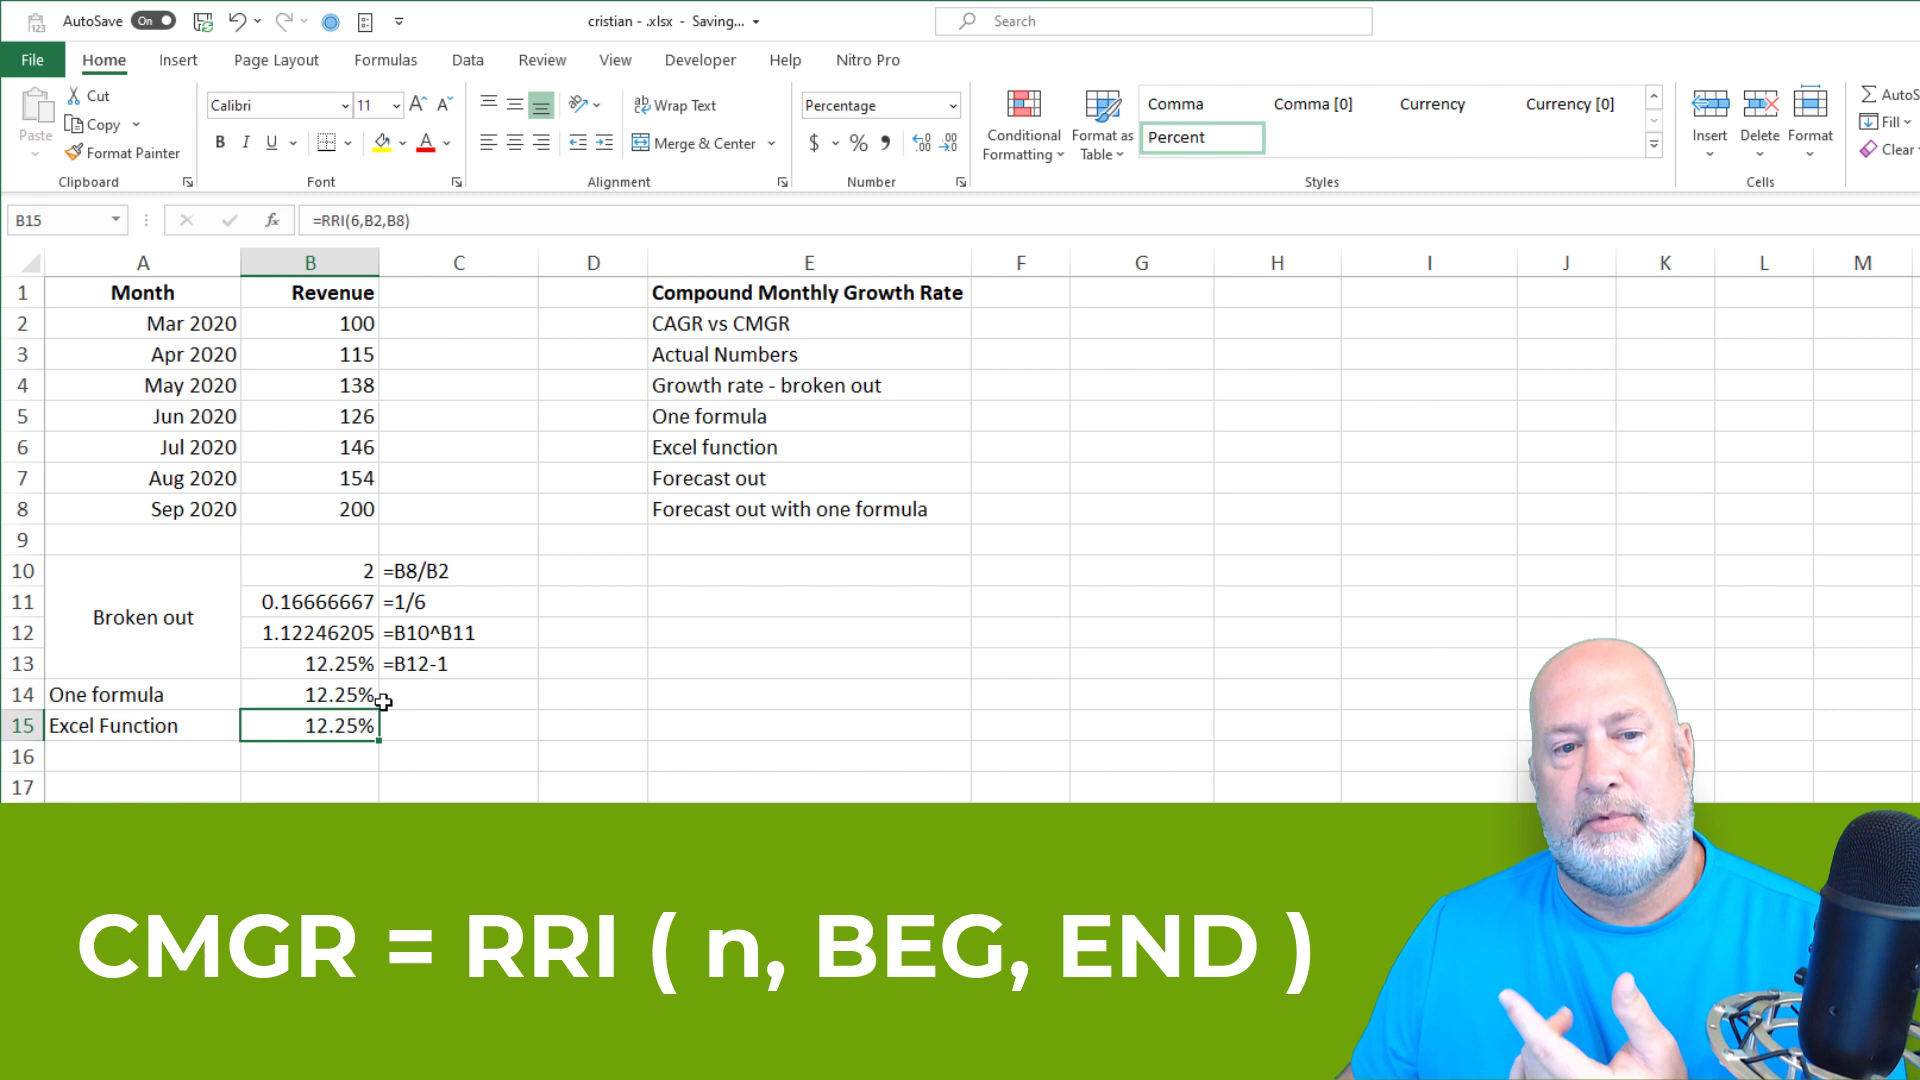 AutoSave On cristian - .xlsx - Saving... Search
File Home Insert Page Layout Formulas Data Review View Developer Help Nitro Pro
Paste
Cut
Copy
Format Painter
Clipboard
Calibri 11
B I U
Font
ab Wrap Text
Merge & Center
Alignment
Percentage
$ % ,
Number
Conditional Formatting
Format as Table
Comma Comma [0] Currency Currency [0]
Percent
Styles
Insert Delete Format
Cells
AutoS
Fill
Clear
B15 fx =RRI(6,B2,B8)
A B C D E F G H I J K L M
1 Month Revenue Compound Monthly Growth Rate
2 Mar 2020 100 CAGR vs CMGR
3 Apr 2020 115 Actual Numbers
4 May 2020 138 Growth rate - broken out
5 Jun 2020 126 One formula
6 Jul 2020 146 Excel function
7 Aug 2020 154 Forecast out
8 Sep 2020 200 Forecast out with one formula
9
10 2 =B8/B2
11 0.16666667 =1/6
Broken out
12 1.12246205 =B10^B11
13 12.25% =B12-1
14 One formula 12.25%
15 Excel Function 12.25%
16
17
CMGR = RRI ( n, BEG, END )